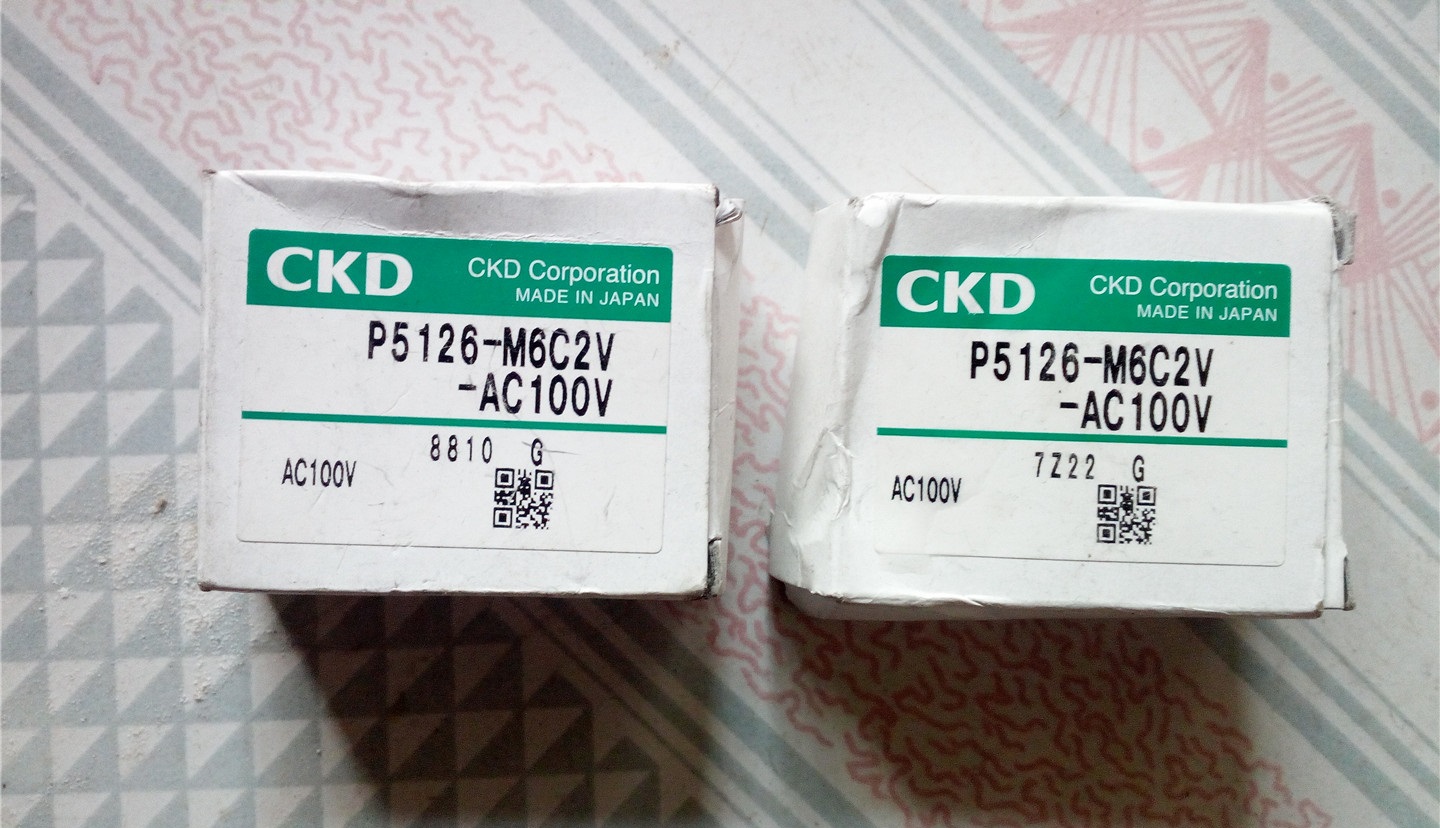 CKD
CKD Corporation
MADE IN JAPAN
P5126-M6C2V
-AC100V
8810 G
AC100V
CKD
CKD Corporation
MADE IN JAPAN
P5126-M6C2V
-AC100V
7Z22 G
AC100V